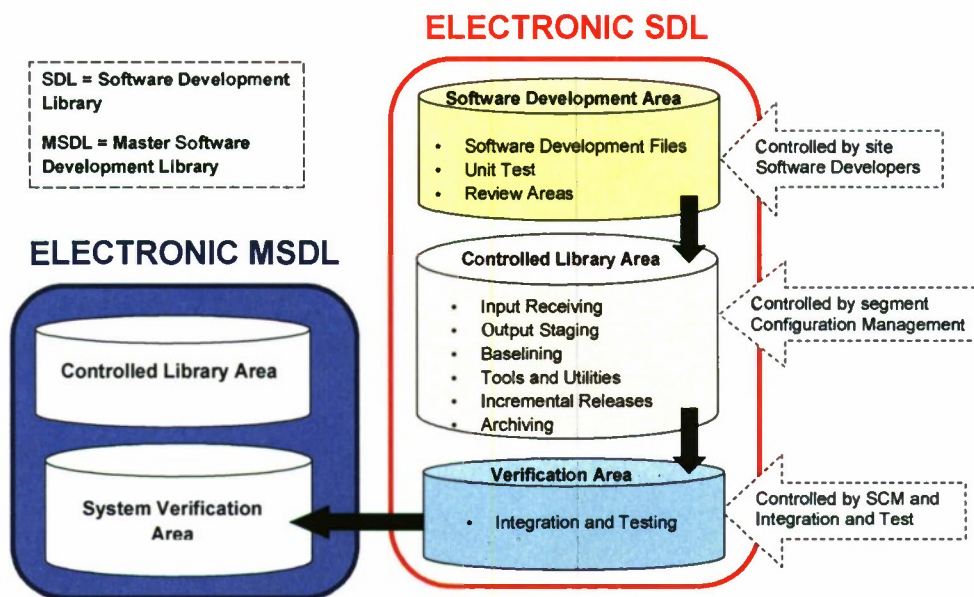 ELECTRONIC SDL
SDL = Software Development
Library
MSDL = Master Software
Development Library
Software Development Area
• Software Development Files
• Unit Test
• Review Areas
Controlled by site
Software Developers
ELECTRONIC MSDL
Controlled Library Area
System Verification
Area
Controlled Library Area
• Input Receiving
• Output Staging
• Baselining
• Tools and Utilities
• Incremental Releases
• Archiving
Controlled by segment
Configuration Management
Verification Area
• Integration and Testing
Controlled by SCM and
Integration and Test